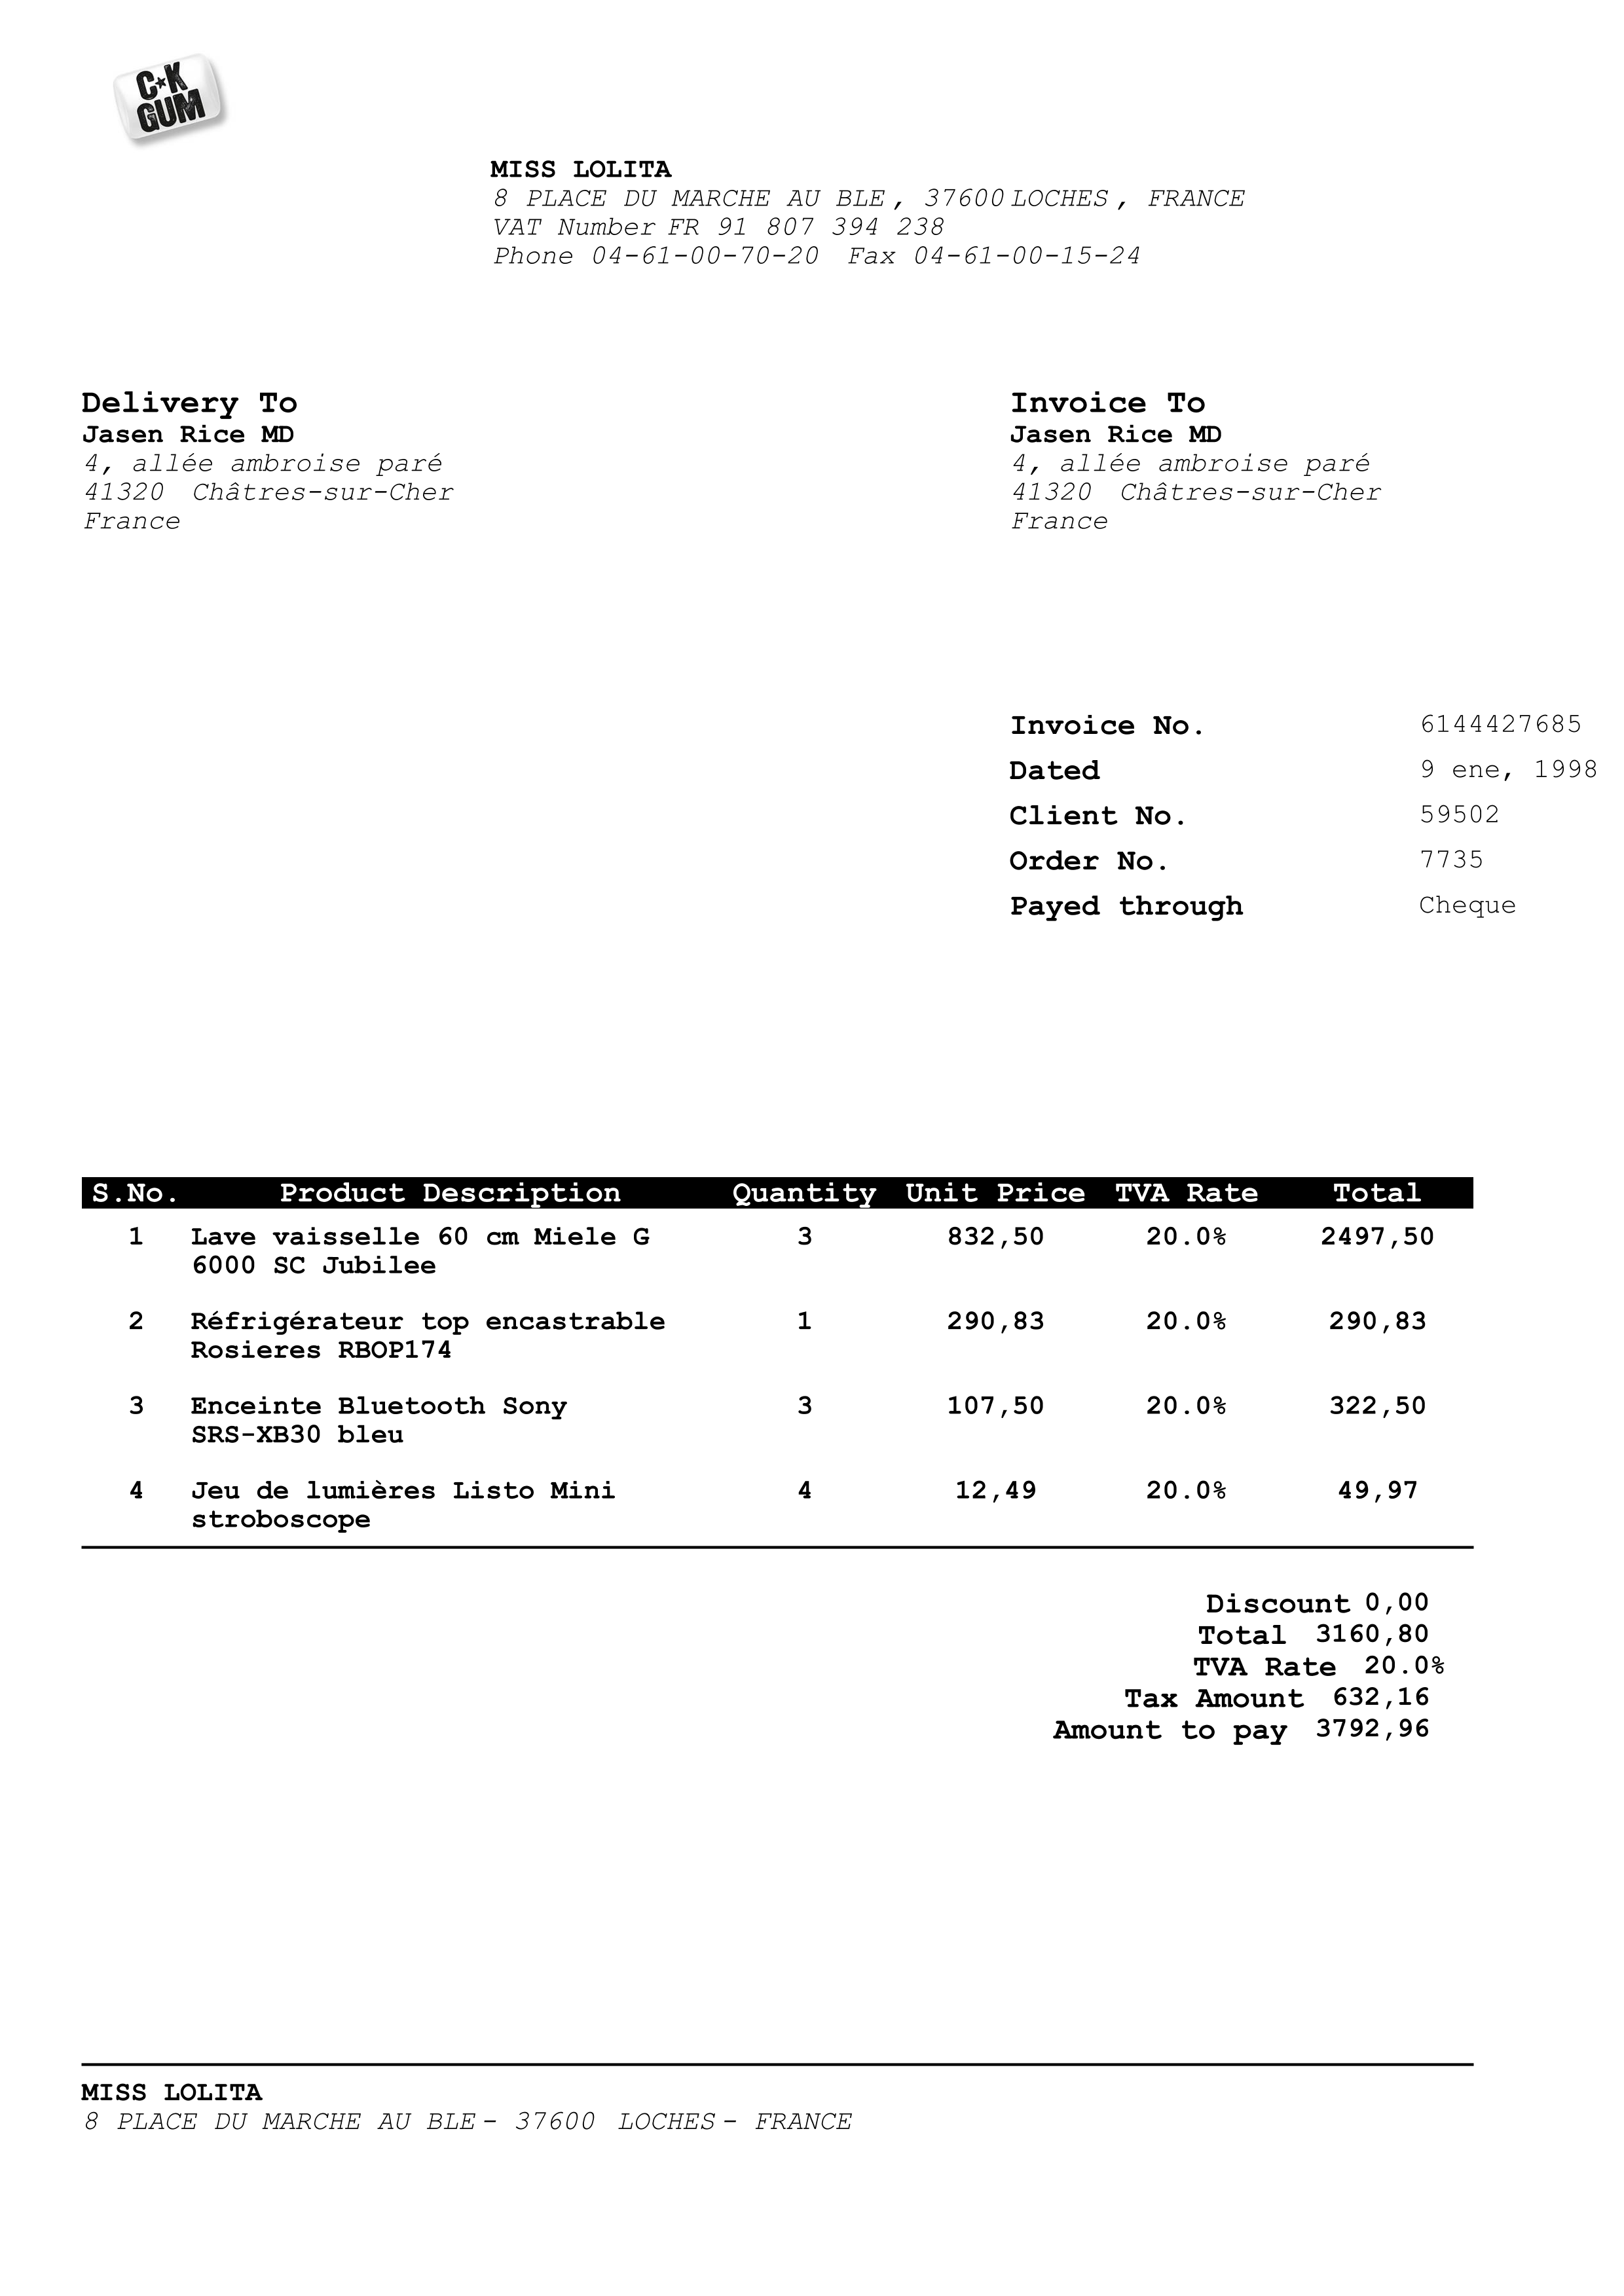 C★K
GUM
MISS LOLITA
8 PLACE DU MARCHE AU BLE, 37600 LOCHES, FRANCE
VAT Number FR 91 807 394 238
Phone 04-61-00-70-20 Fax 04-61-00-15-24
Delivery To
Jasen Rice MD
4, allée ambroise paré
41320 Châtres-sur-Cher
France
Invoice To
Jasen Rice MD
4, allée ambroise paré
41320 Châtres-sur-Cher
France
Invoice No. 6144427685
Dated 9 ene, 1998
Client No. 59502
Order No. 7735
Payed through Cheque
S.No. Product Description Quantity Unit Price TVA Rate Total
1 Lave vaisselle 60 cm Miele G 3 832,50 20.0% 2497,50
6000 SC Jubilee
2 Réfrigérateur top encastrable 1 290,83 20.0% 290,83
Rosieres RBOP174
3 Enceinte Bluetooth Sony 3 107,50 20.0% 322,50
SRS-XB30 bleu
4 Jeu de lumières Listo Mini 4 12,49 20.0% 49,97
stroboscope
Discount 0,00
Total 3160,80
TVA Rate 20.0%
Tax Amount 632,16
Amount to pay 3792,96
MISS LOLITA
8 PLACE DU MARCHE AU BLE - 37600 LOCHES - FRANCE